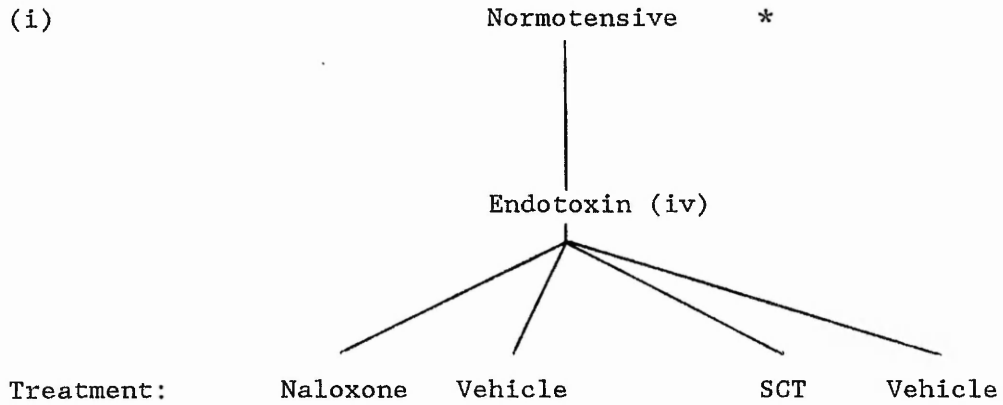 (i) Normotensive *
Endotoxin (iv)
Treatment: Naloxone Vehicle SCT Vehicle